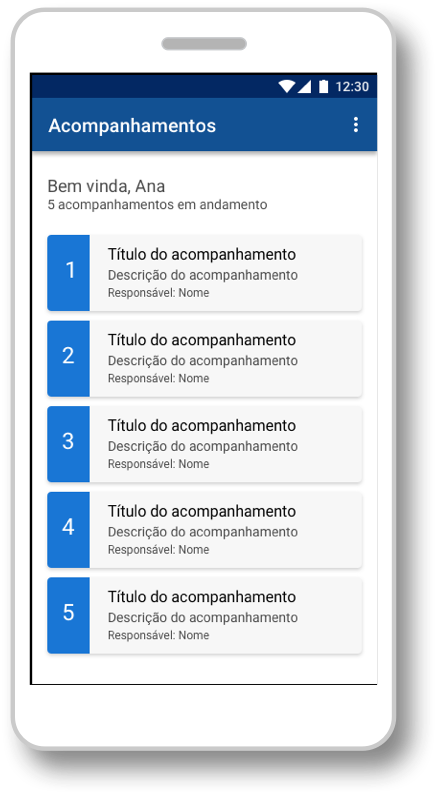 12:30
Acompanhamentos
Bem vinda, Ana
5 acompanhamentos em andamento
1
Título do acompanhamento
Descrição do acompanhamento
Responsável: Nome
2
Título do acompanhamento
Descrição do acompanhamento
Responsável: Nome
3
Título do acompanhamento
Descrição do acompanhamento
Responsável: Nome
4
Título do acompanhamento
Descrição do acompanhamento
Responsável: Nome
5
Título do acompanhamento
Descrição do acompanhamento
Responsável: Nome